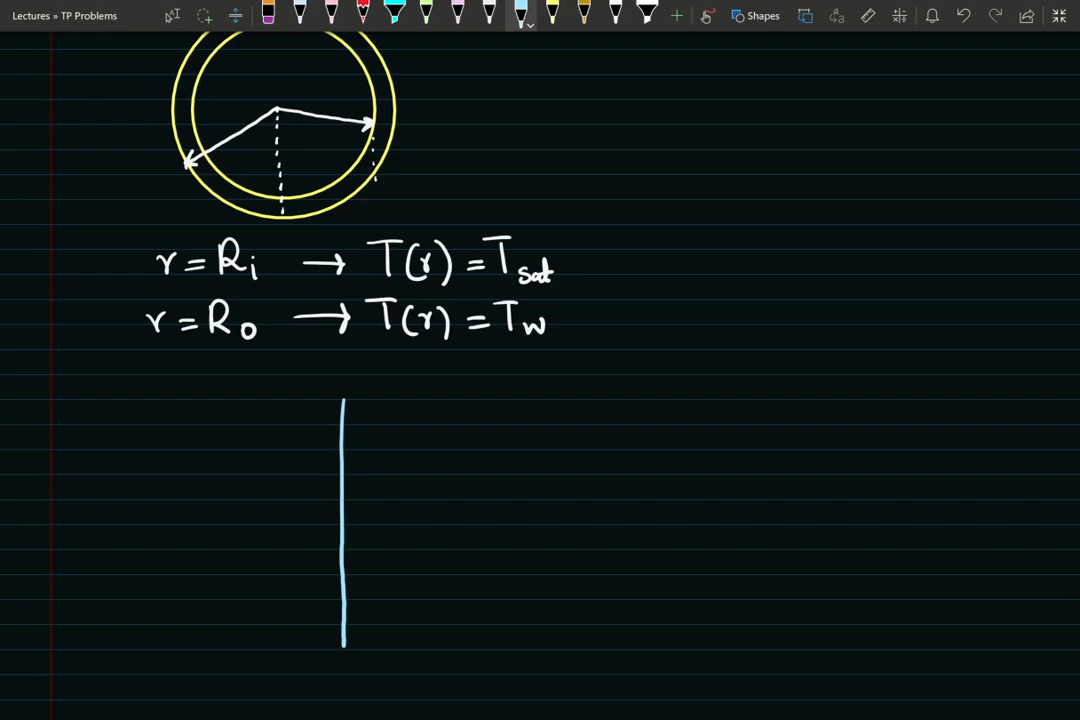 Lectures » TP Problems
Shapes
r = Ri → T(r) = Tsat
r = Ro → T(r) = Tw